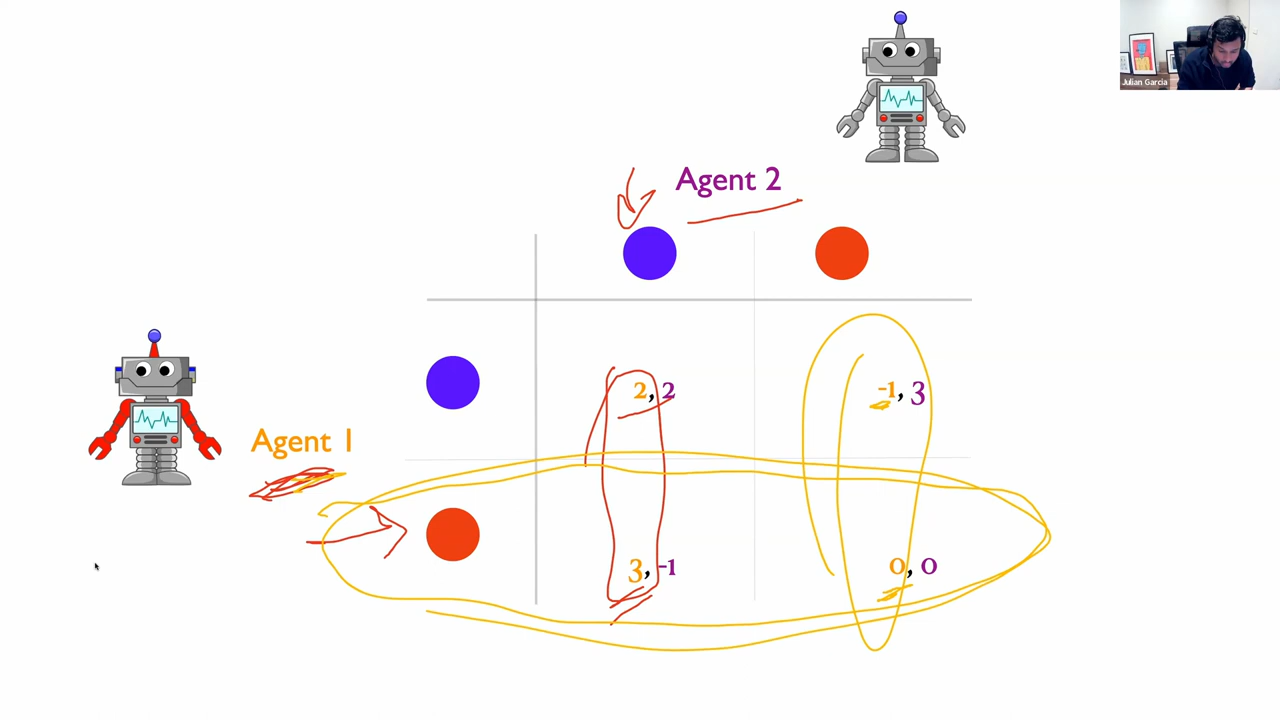 Julian Garcia
Agent 2
2, 2
-1, 3
Agent 1
3, -1
0, 0